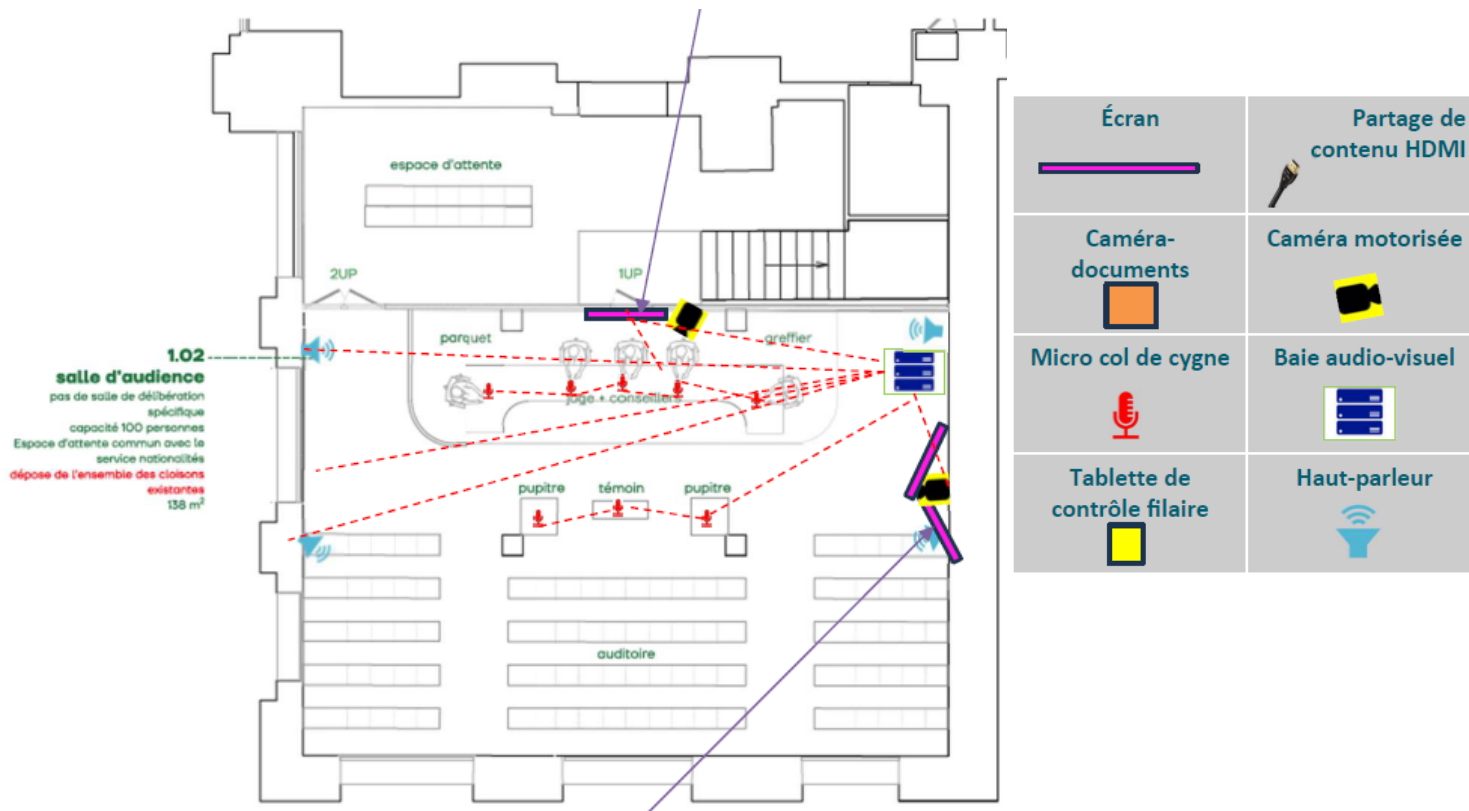 espace d'attente
2UP
1UP
parquet
greffier
juge + conseillers
1.02
salle d'audience
pas de salle de délibération
spécifique
capacité 100 personnes
Espace d'attente commun avec le
service nationalités
dépose de l'ensemble des cloisons
existantes
138 m²
pupitre
témoin
pupitre
auditoire
Écran
Partage de
contenu HDMI
Caméra-
documents
Caméra motorisée
Micro col de cygne
Baie audio-visuel
Tablette de
contrôle filaire
Haut-parleur